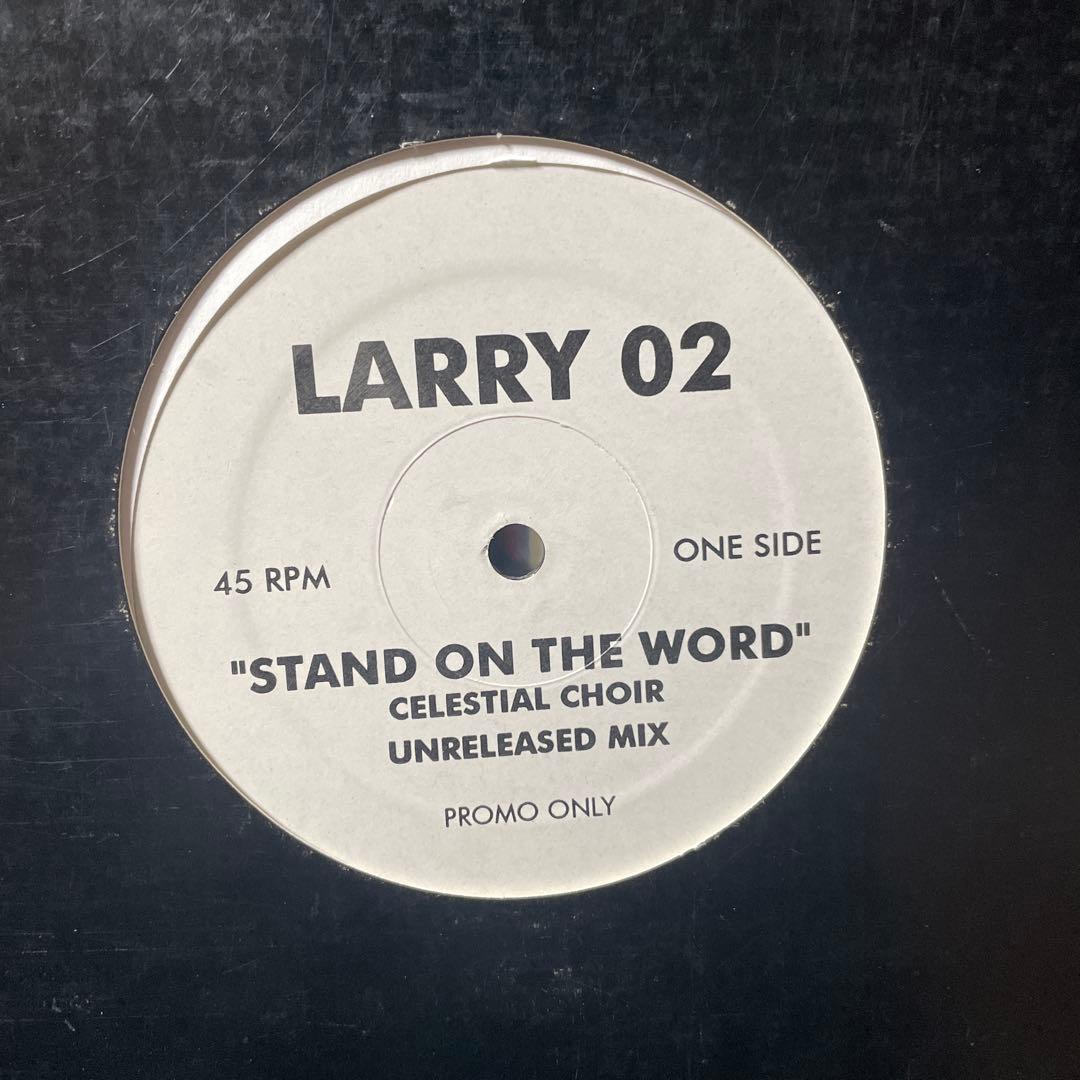 LARRY 02
45 RPM
ONE SIDE
"STAND ON THE WORD"
CELESTIAL CHOIR
UNRELEASED MIX
PROMO ONLY